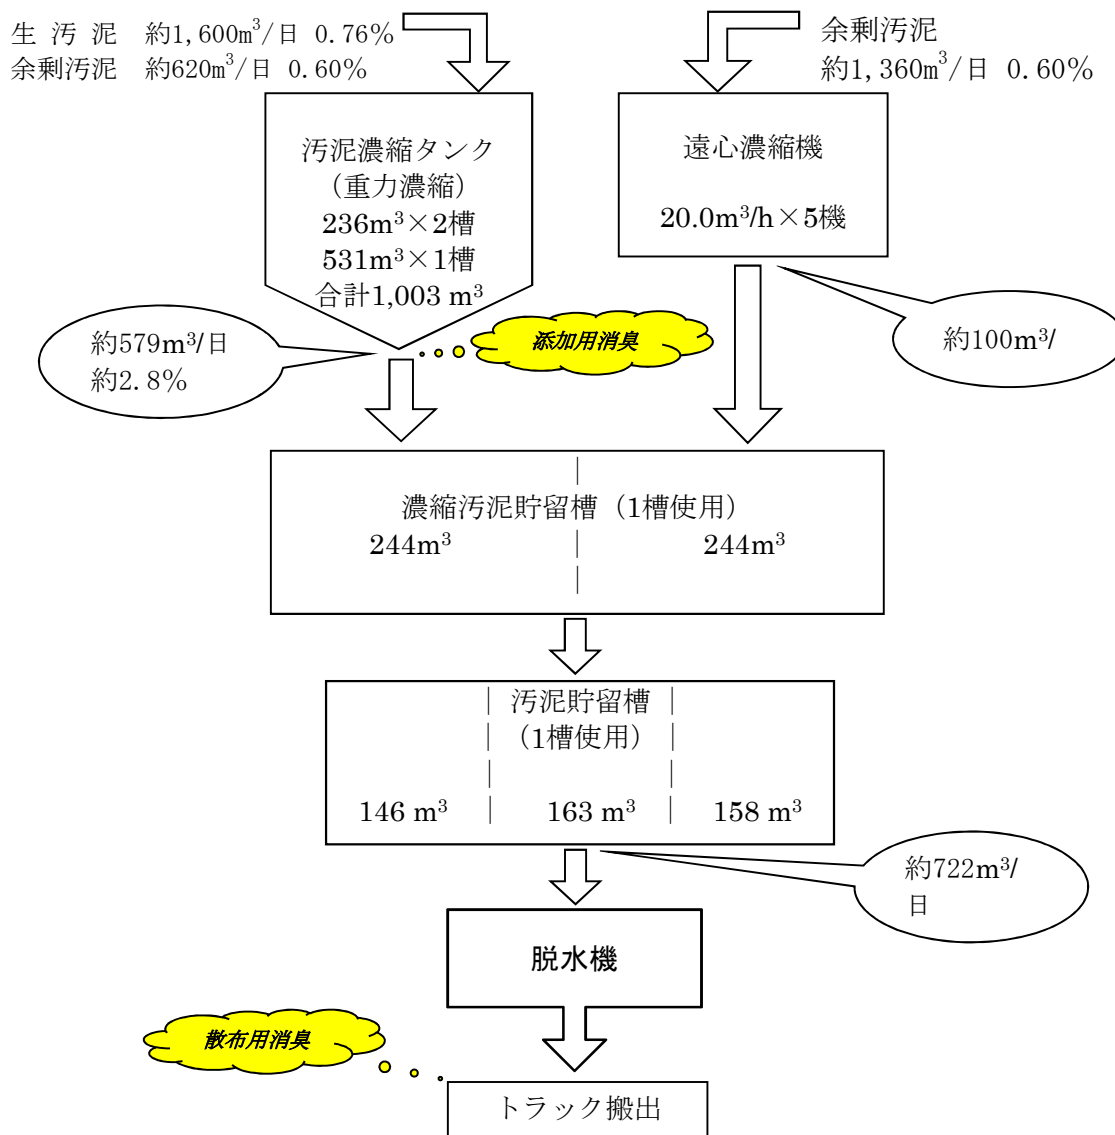 生 汚 泥　約1,600m³/日 0.76%
余剰汚泥　約620m³/日 0.60%
余剰汚泥
約1,360m³/日 0.60%
汚泥濃縮タンク
（重力濃縮）
236m³×2槽
531m³×1槽
合計1,003 m³
遠心濃縮機
20.0m³/h×5機
約579m³/日
約2.8%
添加用消臭
約100m³/
濃縮汚泥貯留槽（1槽使用）
244m³　244m³
汚泥貯留槽
（1槽使用）
146 m³　163 m³　158 m³
約722m³/
日
脱水機
散布用消臭
トラック搬出